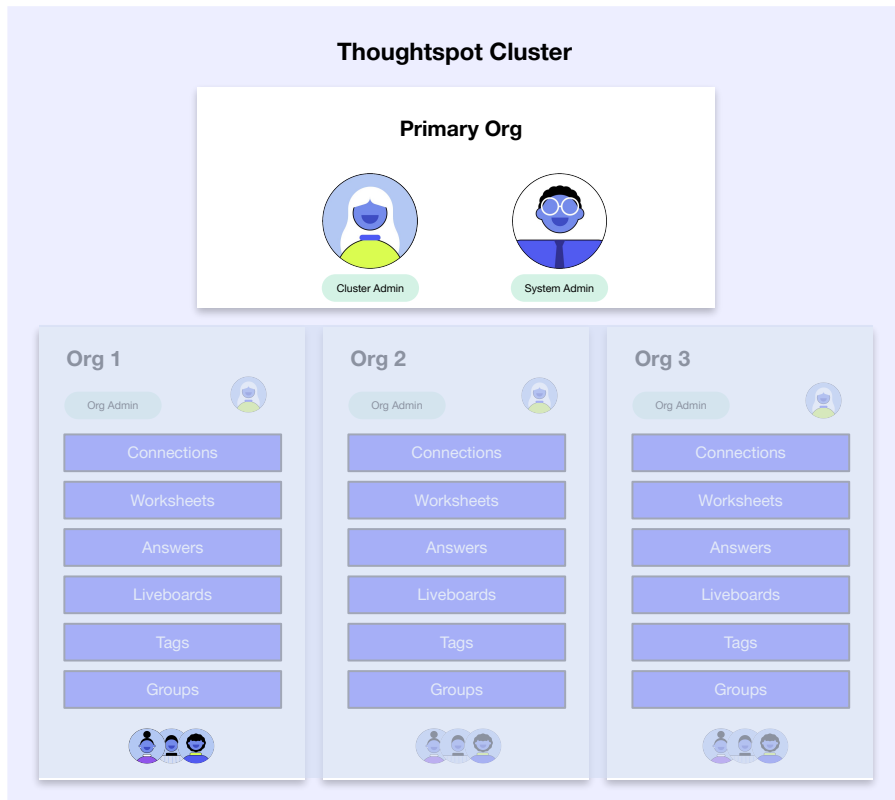 Thoughtspot Cluster
Primary Org
Cluster Admin
System Admin
Org 1
Org Admin
Connections
Worksheets
Answers
Liveboards
Tags
Groups
Org 2
Org Admin
Connections
Worksheets
Answers
Liveboards
Tags
Groups
Org 3
Org Admin
Connections
Worksheets
Answers
Liveboards
Tags
Groups